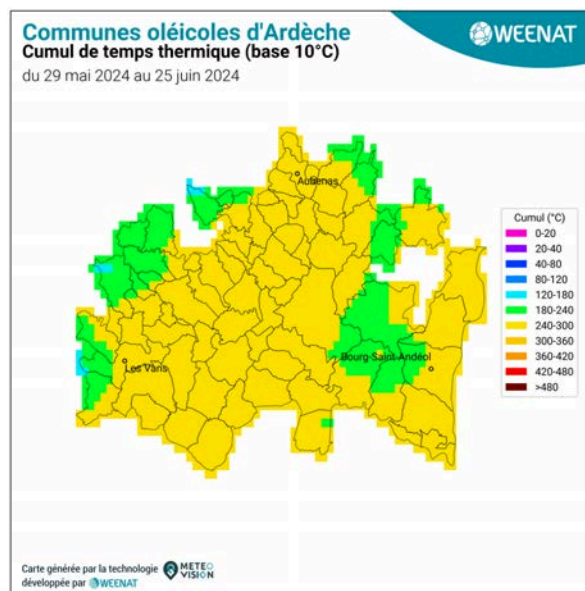 Communes oléicoles d'Ardèche
Cumul de temps thermique (base 10°C)
du 29 mai 2024 au 25 juin 2024
WEENAT
Aubenas
Cumul (°C)
0-20
20-40
40-80
80-120
120-180
180-240
240-300
300-360
360-420
420-480
>480
Bourg-Saint-Andéol
Les Vans
Carte générée par la technologie
développée par WEENAT
METEO
VISION